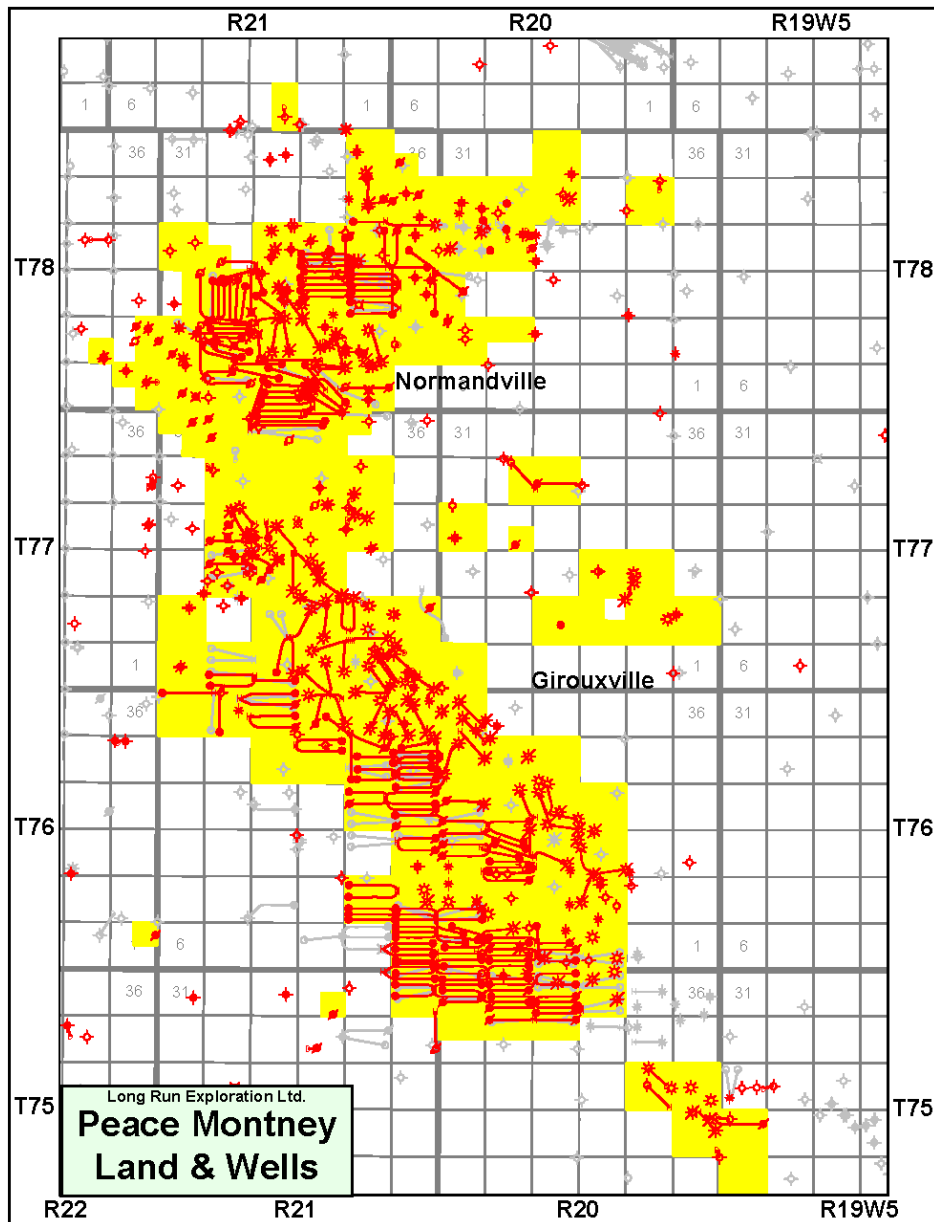 R21 R20 R19W5
1 6 1 6 1 6
36 31 36 31 36 31
T78 T78
Normandville
1 6
36 31 36 31 36 31
T77 T77
1 1 6
Girouxville
36 36 31
T76 T76
6 1 6
36 31 36 31
T75 T75
Long Run Exploration Ltd.
Peace Montney
Land & Wells
R22 R21 R20 R19W5